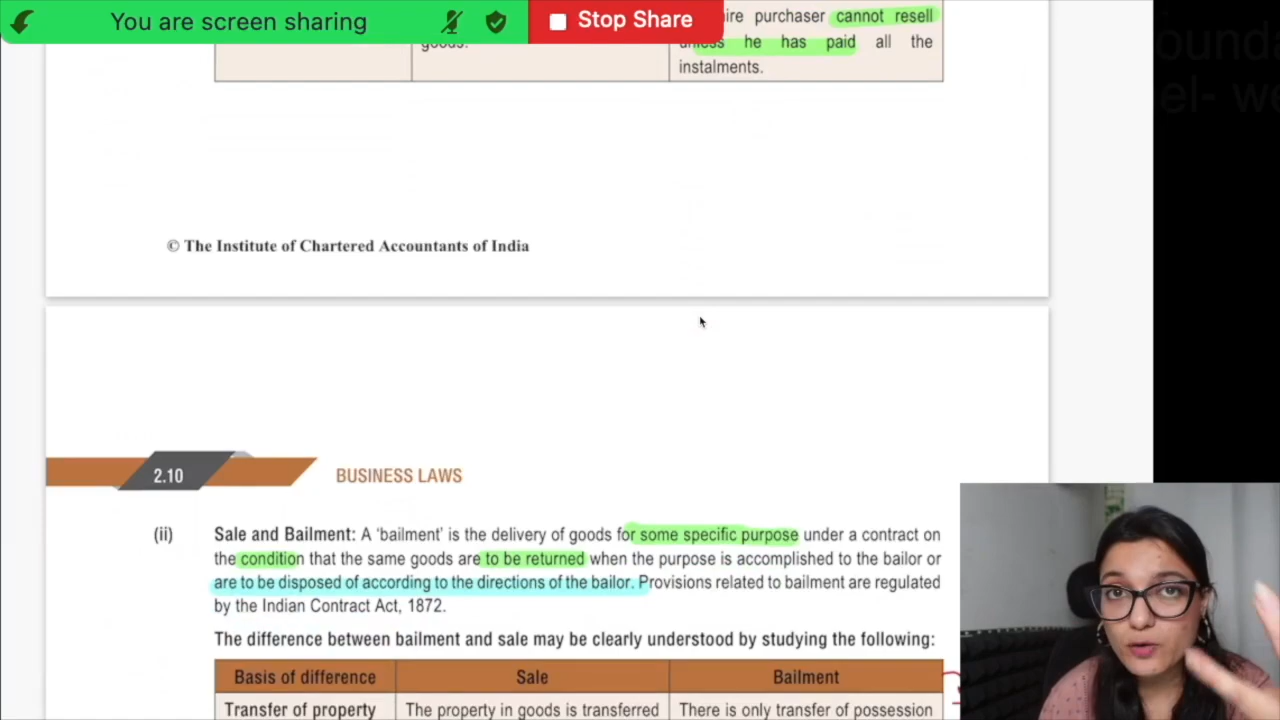 You are screen sharing
Stop Share
ire purchaser cannot resell
unless he has paid all the
goods.
instalments.
© The Institute of Chartered Accountants of India
2.10
BUSINESS LAWS
(ii) Sale and Bailment: A ‘bailment’ is the delivery of goods for some specific purpose under a contract on
the condition that the same goods are to be returned when the purpose is accomplished to the bailor or
are to be disposed of according to the directions of the bailor. Provisions related to bailment are regulated
by the Indian Contract Act, 1872.
The difference between bailment and sale may be clearly understood by studying the following:
Basis of difference Sale Bailment
Transfer of property The property in goods is transferred There is only transfer of possession